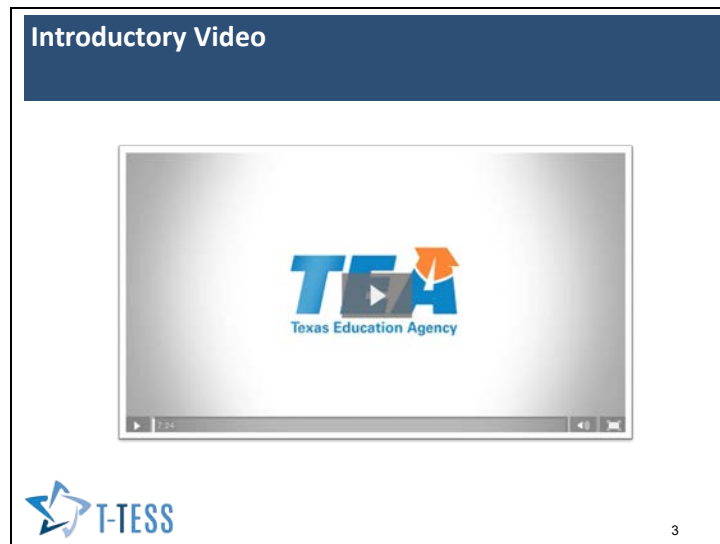 Introductory Video
TEA
Texas Education Agency
7:24
T-TESS
3